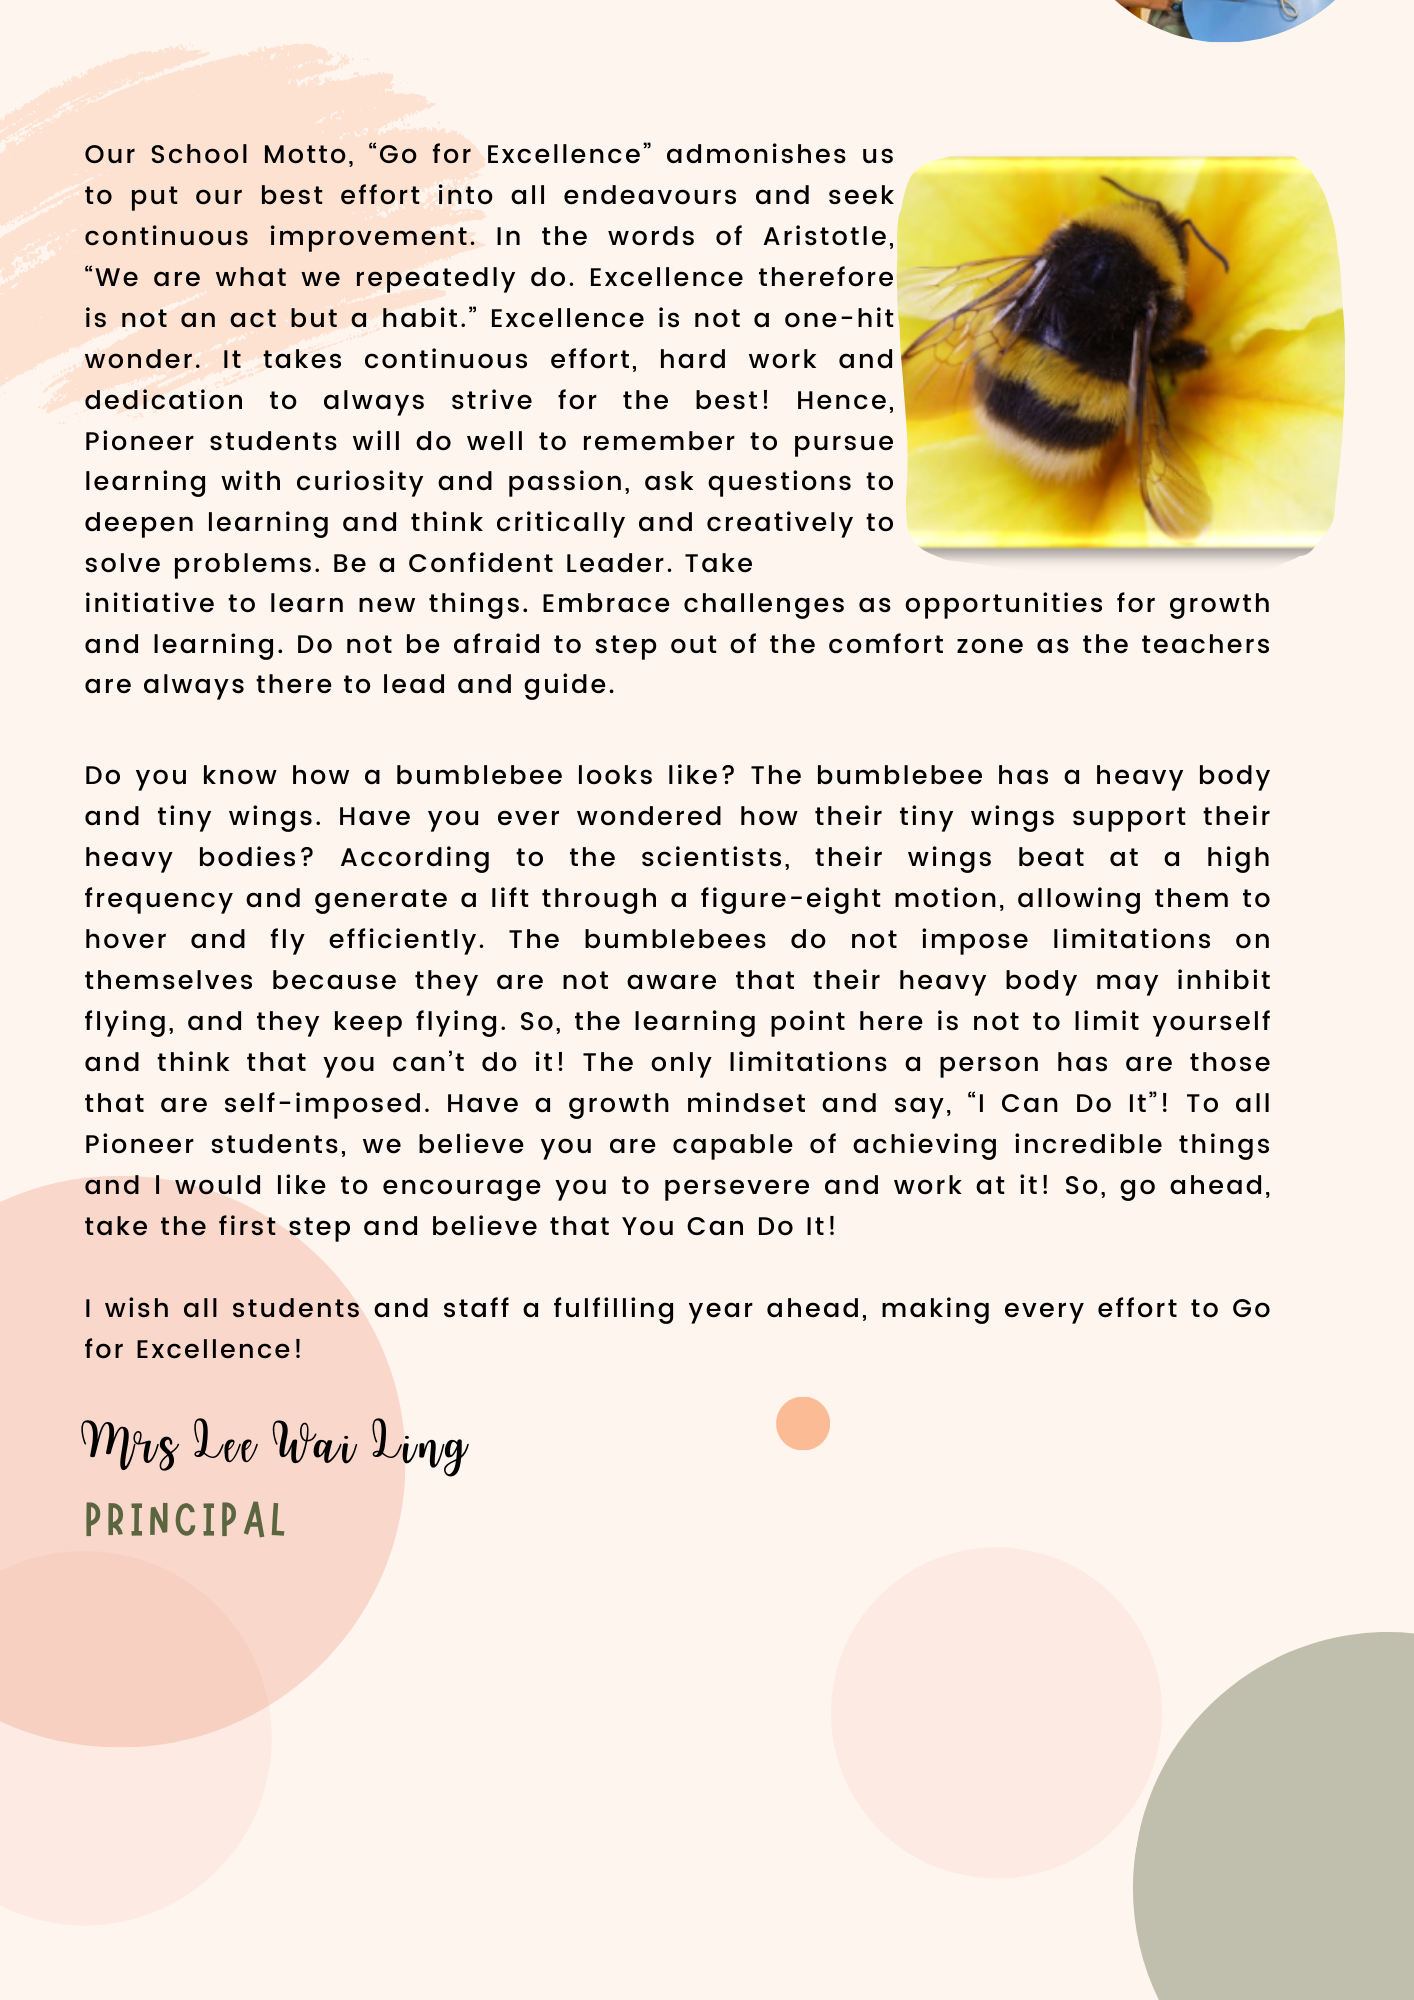 Our School Motto, “Go for Excellence” admonishes us
to put our best effort into all endeavours and seek
continuous improvement. In the words of Aristotle,
“We are what we repeatedly do. Excellence therefore
is not an act but a habit.” Excellence is not a one-hit
wonder. It takes continuous effort, hard work and
dedication to always strive for the best! Hence,
Pioneer students will do well to remember to pursue
learning with curiosity and passion, ask questions to
deepen learning and think critically and creatively to
solve problems. Be a Confident Leader. Take
initiative to learn new things. Embrace challenges as opportunities for growth
and learning. Do not be afraid to step out of the comfort zone as the teachers
are always there to lead and guide.
Do you know how a bumblebee looks like? The bumblebee has a heavy body
and tiny wings. Have you ever wondered how their tiny wings support their
heavy bodies? According to the scientists, their wings beat at a high
frequency and generate a lift through a figure-eight motion, allowing them to
hover and fly efficiently. The bumblebees do not impose limitations on
themselves because they are not aware that their heavy body may inhibit
flying, and they keep flying. So, the learning point here is not to limit yourself
and think that you can’t do it! The only limitations a person has are those
that are self-imposed. Have a growth mindset and say, “I Can Do It”! To all
Pioneer students, we believe you are capable of achieving incredible things
and I would like to encourage you to persevere and work at it! So, go ahead,
take the first step and believe that You Can Do It!
I wish all students and staff a fulfilling year ahead, making every effort to Go
for Excellence!
Mrs Lee Wai Ling
PRINCIPAL